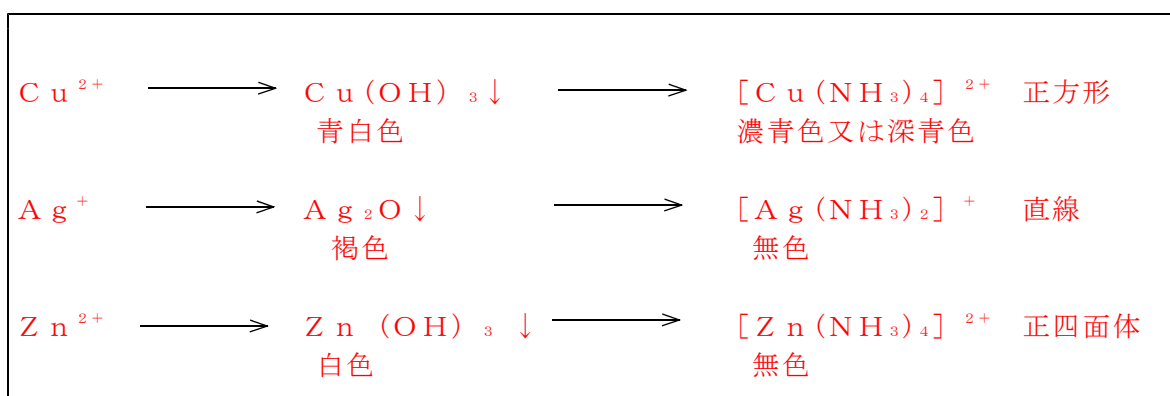 Cu²⁺ ⟶ Cu(OH)₃↓ ⟶ [Cu(NH₃)₄]²⁺ 正方形
青白色 濃青色又は深青色
Ag⁺ ⟶ Ag₂O↓ ⟶ [Ag(NH₃)₂]⁺ 直線
褐色 無色
Zn²⁺ ⟶ Zn(OH)₃↓ ⟶ [Zn(NH₃)₄]²⁺ 正四面体
白色 無色